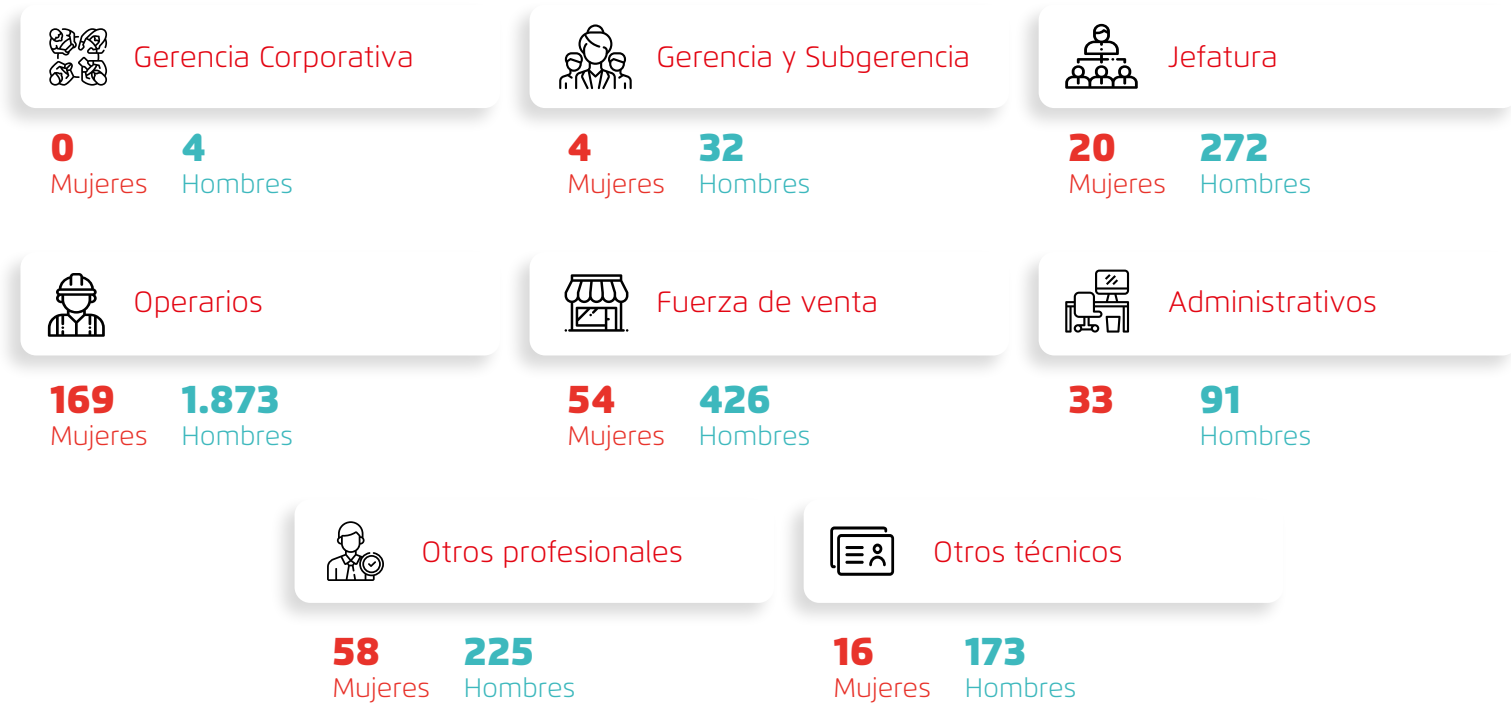 Gerencia Corporativa
0 4
Mujeres Hombres
Gerencia y Subgerencia
4 32
Mujeres Hombres
Jefatura
20 272
Mujeres Hombres
Operarios
169 1.873
Mujeres Hombres
Fuerza de venta
54 426
Mujeres Hombres
Administrativos
33 91
Hombres
Otros profesionales
58 225
Mujeres Hombres
Otros técnicos
16 173
Mujeres Hombres